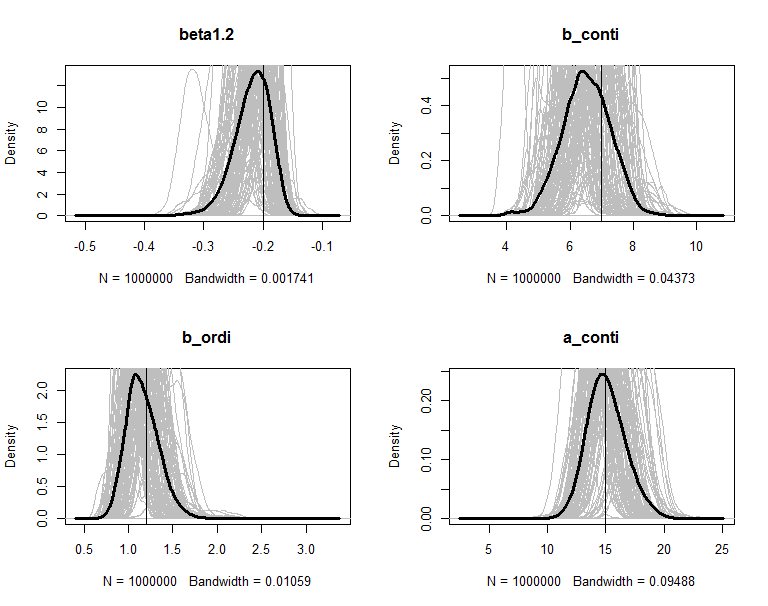 beta1.2
Density
0 2 4 6 8 10
-0.5 -0.4 -0.3 -0.2 -0.1
N = 1000000 Bandwidth = 0.001741
b_conti
Density
0.0 0.2 0.4
4 6 8 10
N = 1000000 Bandwidth = 0.04373
b_ordi
Density
0.0 0.5 1.0 1.5 2.0
0.5 1.0 1.5 2.0 2.5 3.0
N = 1000000 Bandwidth = 0.01059
a_conti
Density
0.00 0.10 0.20
5 10 15 20 25
N = 1000000 Bandwidth = 0.09488